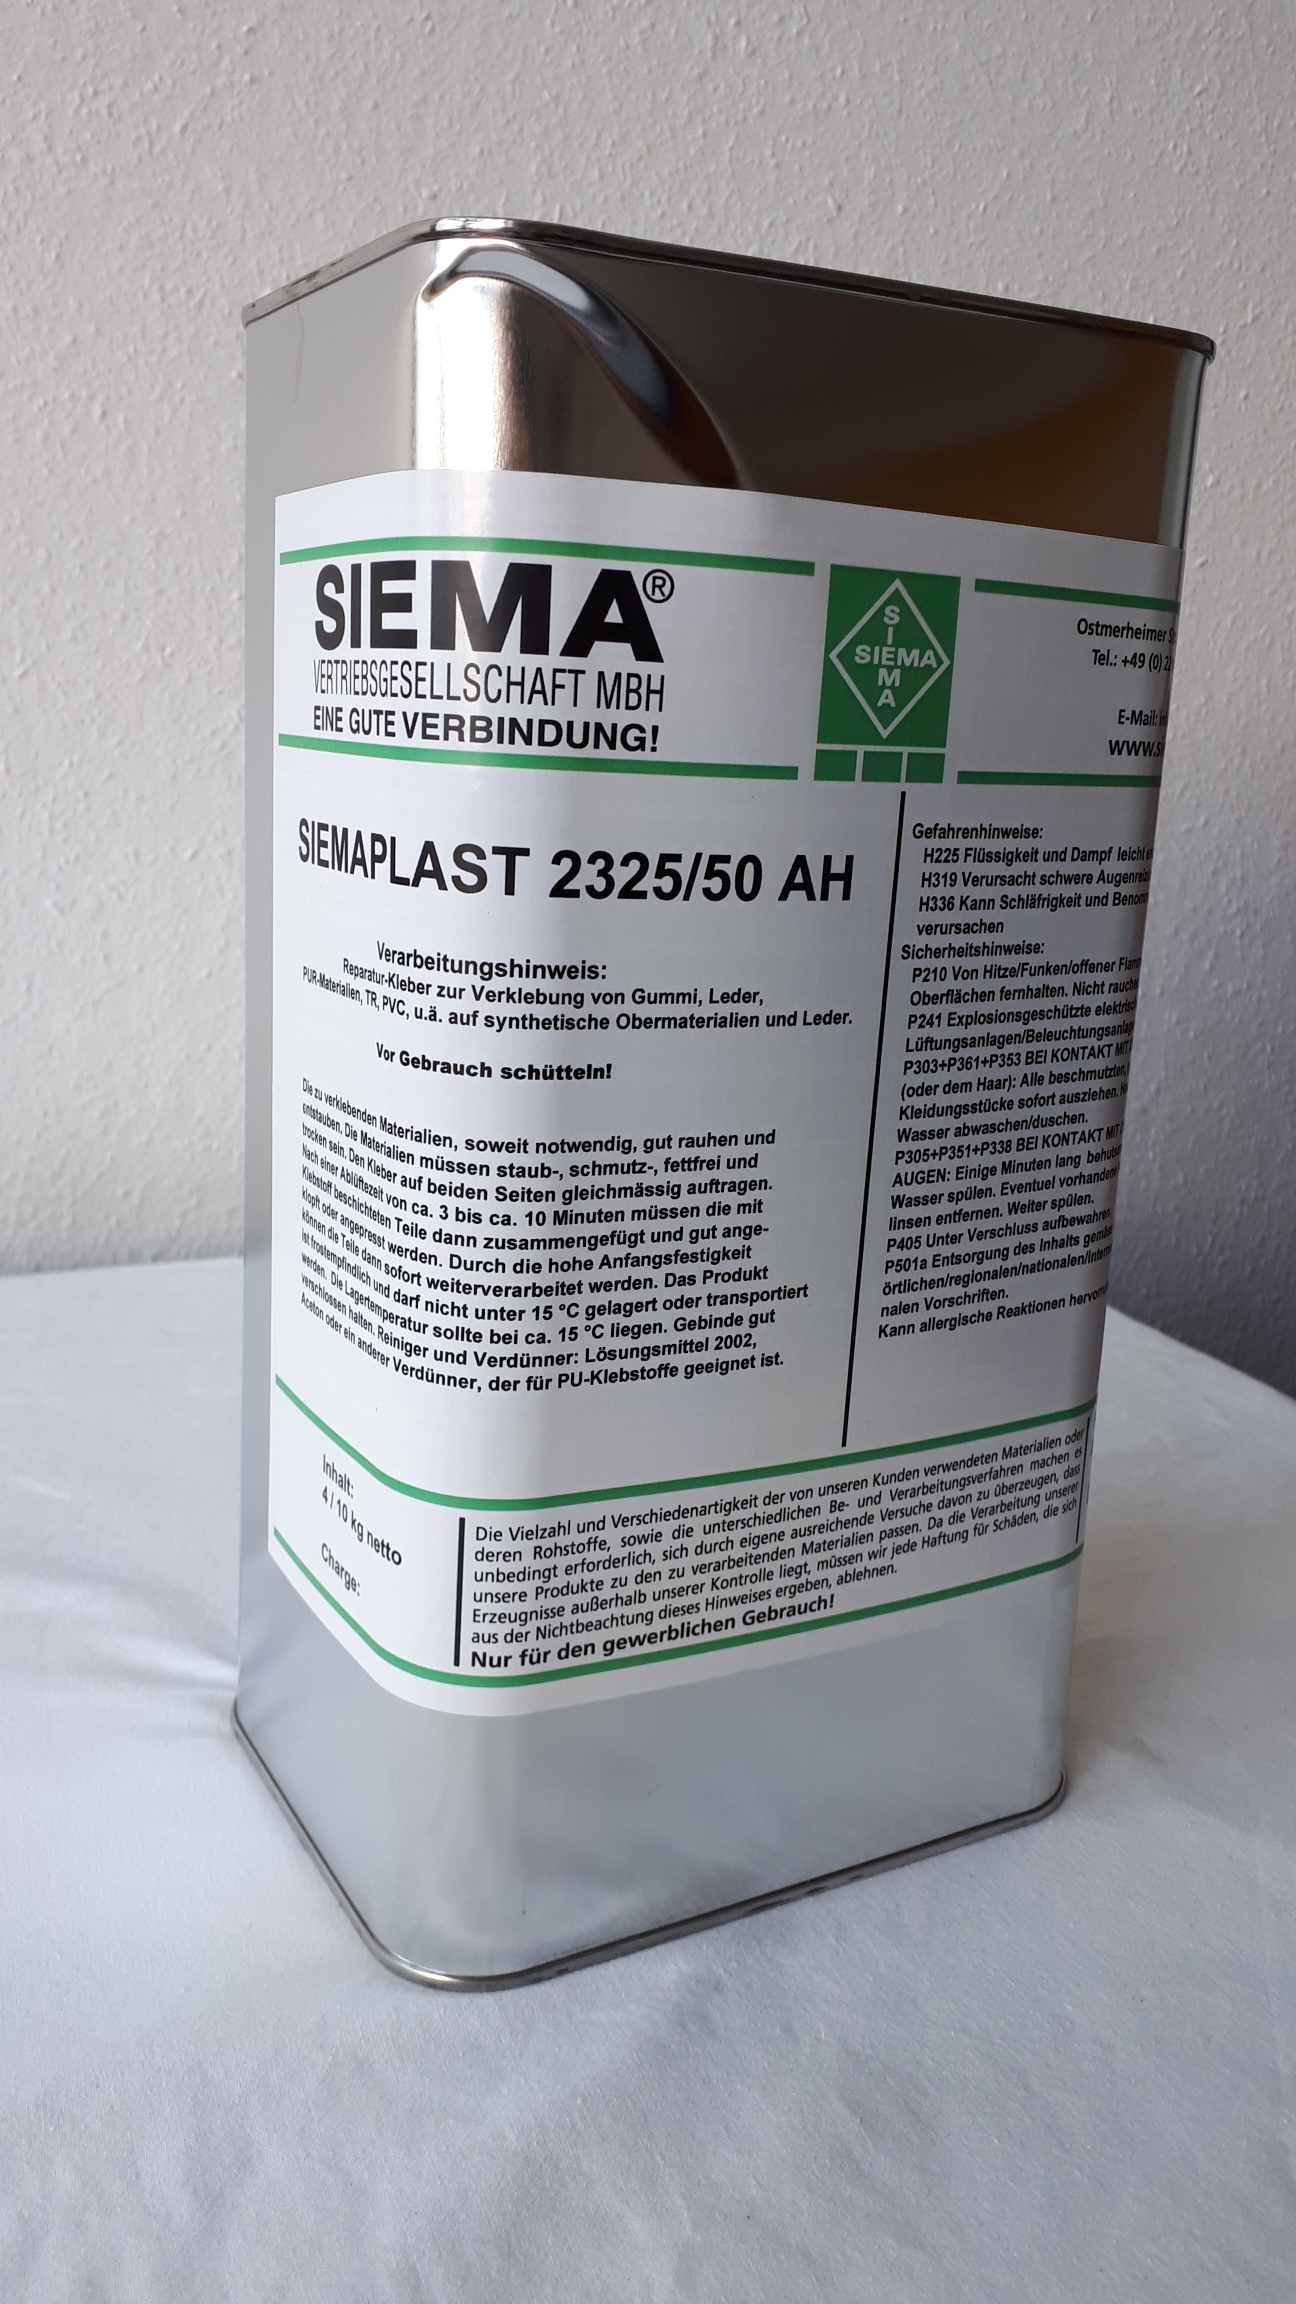 SIEMA®
VERTRIEBSGESELLSCHAFT MBH
EINE GUTE VERBINDUNG!
S
I
SIEMA
M
A
Ostmerheimer
Tel.: +49 (0)
E-Mail:
SIEMAPLAST 2325/50 AH
Verarbeitungshinweis:
Reparatur-Kleber zur Verklebung von Gummi, Leder,
PUR-Materialien, TR, PVC, u.ä. auf synthetische Obermaterialien und Leder.
Vor Gebrauch schütteln!
Die zu verklebenden Materialien, soweit notwendig, gut rauhen und
entstauben. Die Materialien müssen staub-, schmutz-, fettfrei und
trocken sein. Den Kleber auf beiden Seiten gleichmässig auftragen.
Nach einer Ablüftezeit von ca. 3 bis ca. 10 Minuten müssen die mit
Klebstoff beschichteten Teile dann zusammengefügt und gut ange-
klopft oder angepresst werden. Durch die hohe Anfangsfestigkeit
können die Teile dann sofort weiterverarbeitet werden. Das Produkt
ist frostempfindlich und darf nicht unter 15 °C gelagert oder transportiert
werden. Die Lagertemperatur sollte bei ca. 15 °C liegen. Gebinde gut
verschlossen halten. Reiniger und Verdünner: Lösungsmittel 2002,
Aceton oder ein anderer Verdünner, der für PU-Klebstoffe geeignet ist.
Gefahrenhinweise:
H225 Flüssigkeit und Dampf leicht
H319 Verursacht schwere
H336 Kann Schläfrigkeit und
verursachen
Sicherheitshinweise:
P210 Von Hitze/Funken/offener
Oberflächen fernhalten. Nicht
P241 Explosionsgeschützte
P303+P361+P353 BEI KONTAKT MIT
(oder dem Haar): Alle beschmutzten,
Kleidungsstücke sofort ausziehen.
Wasser abwaschen/duschen.
P305+P351+P338 BEI KONTAKT MIT
AUGEN: Einige Minuten lang
Wasser spülen. Eventuel
linsen entfernen. Weiter spülen.
P405 Unter Verschluss aufbewahren.
P501a Entsorgung des Inhalts
örtlichen/regionalen/nationalen/
nalen Vorschriften.
Kann allergische Reaktionen
Inhalt:
4 / 10 kg netto
Charge:
Die Vielzahl und Verschiedenartigkeit der von unseren Kunden verwendeten Materialien oder
deren Rohstoffe, sowie die unterschiedlichen Be- und Verarbeitungsverfahren machen es
unbedingt erforderlich, sich durch eigene ausreichende Versuche davon zu überzeugen, dass
unsere Produkte zu den zu verarbeitenden Materialien passen. Da die Verarbeitung unserer
Erzeugnisse außerhalb unserer Kontrolle liegt, müssen wir jede Haftung für Schäden, die sich
aus der Nichtbeachtung dieses Hinweises ergeben, ablehnen.
Nur für den gewerblichen Gebrauch!